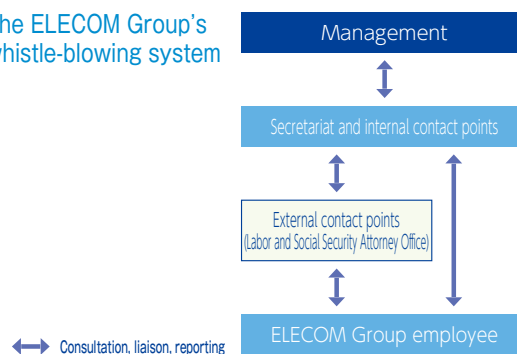 he ELECOM Group's
histle-blowing system
Management
Secretariat and internal contact points
External contact points
(Labor and Social Security Attorney Office)
ELECOM Group employee
Consultation, liaison, reporting